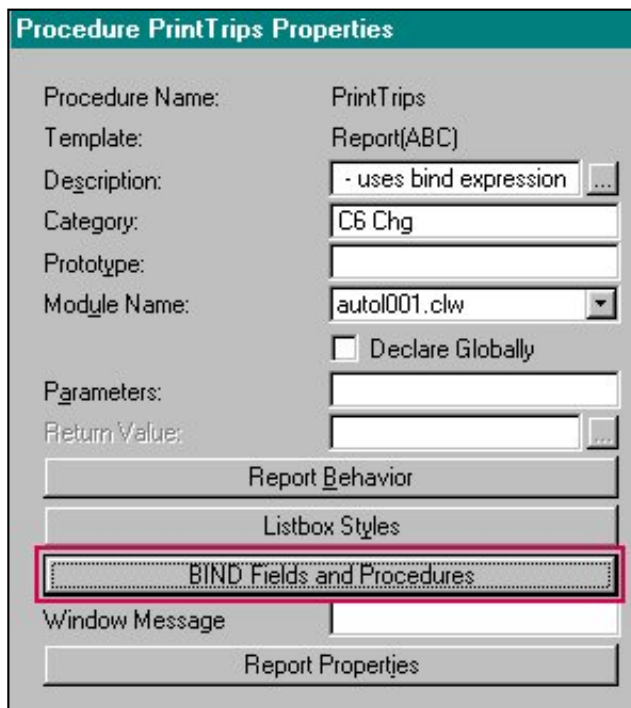 Procedure PrintTrips Properties
Procedure Name: PrintTrips
Template: Report(ABC)
Description: - uses bind expression ...
Category: C6 Chg
Prototype:
Module Name: autol001.clw
Declare Globally
Parameters:
Return Value: ...
Report Behavior
Listbox Styles
BIND Fields and Procedures
Window Message
Report Properties